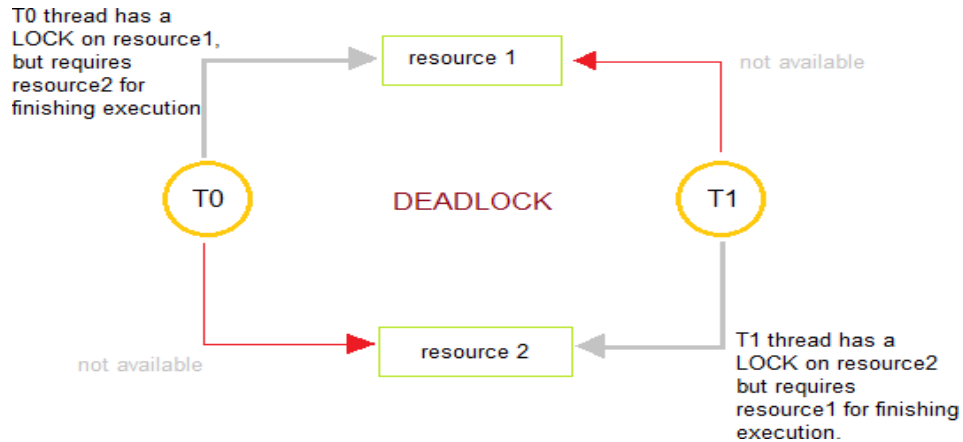 T0 thread has a
LOCK on resource1,
but requires
resource2 for
finishing execution
resource 1
not available
T0
DEADLOCK
T1
not available
resource 2
T1 thread has a
LOCK on resource2
but requires
resource1 for finishing
execution.